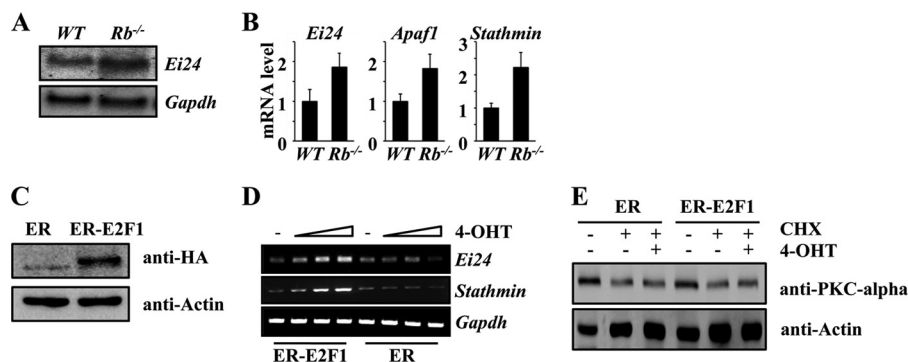 A
WT Rb-/-
Ei24
Gapdh
B
Ei24 Apaf1 Stathmin
mRNA level
2
1
0
WT Rb-/-
2
1
0
WT Rb-/-
3
2
1
0
WT Rb-/-
C
ER ER-E2F1
anti-HA
anti-Actin
D
- - 4-OHT
Ei24
Stathmin
Gapdh
ER-E2F1 ER
E
ER ER-E2F1
- + + - + + CHX
- - + - - + 4-OHT
anti-PKC-alpha
anti-Actin